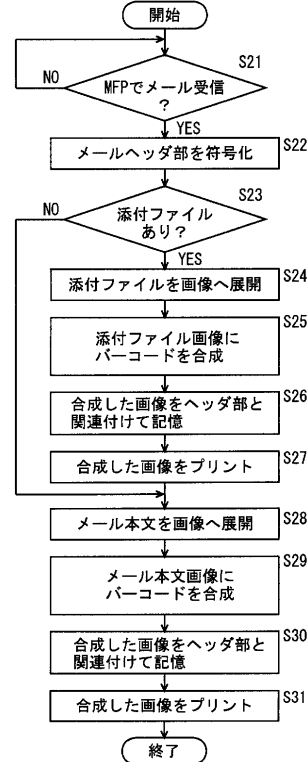 開始
S21
NO
MFPでメール受信
?
YES
S22
メールヘッダ部を符号化
S23
NO
添付ファイル
あり?
YES
S24
添付ファイルを画像へ展開
S25
添付ファイル画像に
バーコードを合成
S26
合成した画像をヘッダ部と
関連付けて記憶
S27
合成した画像をプリント
S28
メール本文を画像へ展開
S29
メール本文画像に
バーコードを合成
S30
合成した画像をヘッダ部と
関連付けて記憶
S31
合成した画像をプリント
終了